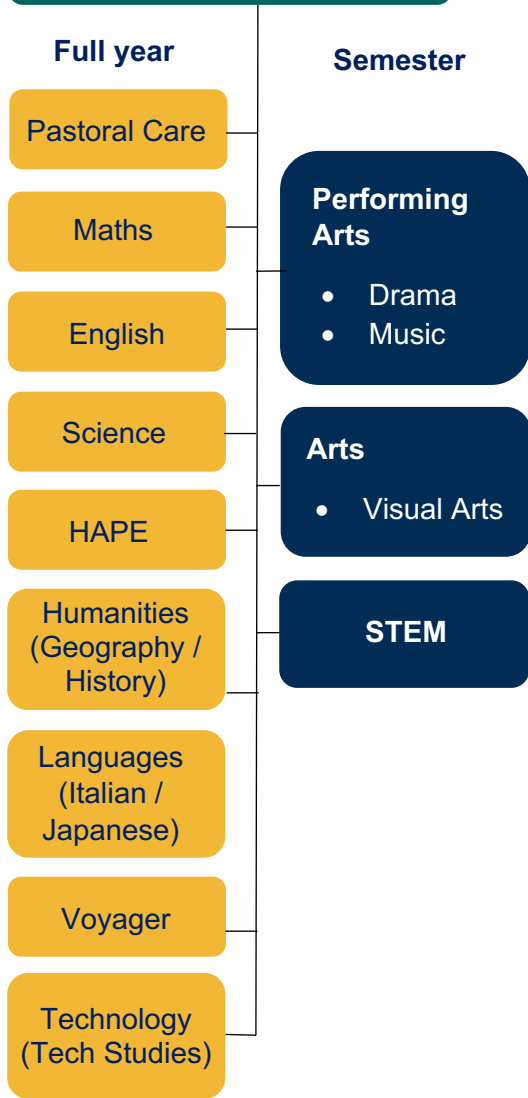 Full year
Pastoral Care
Maths
English
Science
HAPE
Humanities
(Geography /
History)
Languages
(Italian /
Japanese)
Voyager
Technology
(Tech Studies)
Semester
Performing
Arts
• Drama
• Music
Arts
• Visual Arts
STEM